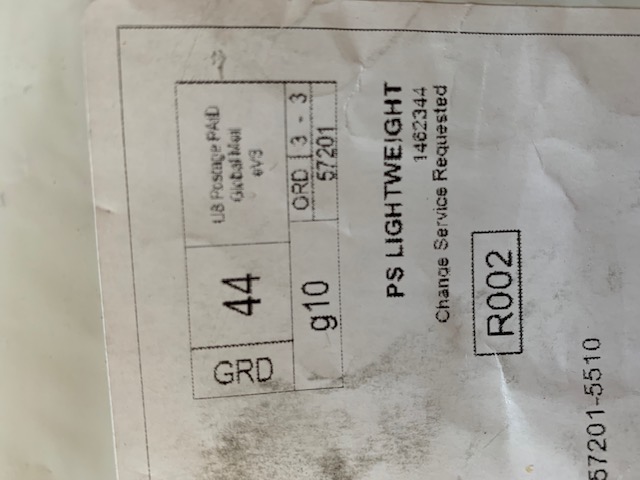 GRD
44
US Postage PAID
Global Mail
eVS
g10
ORD | 3 - 3
57201
PS LIGHTWEIGHT
1462344
Change Service Requested
R002
57201-5510